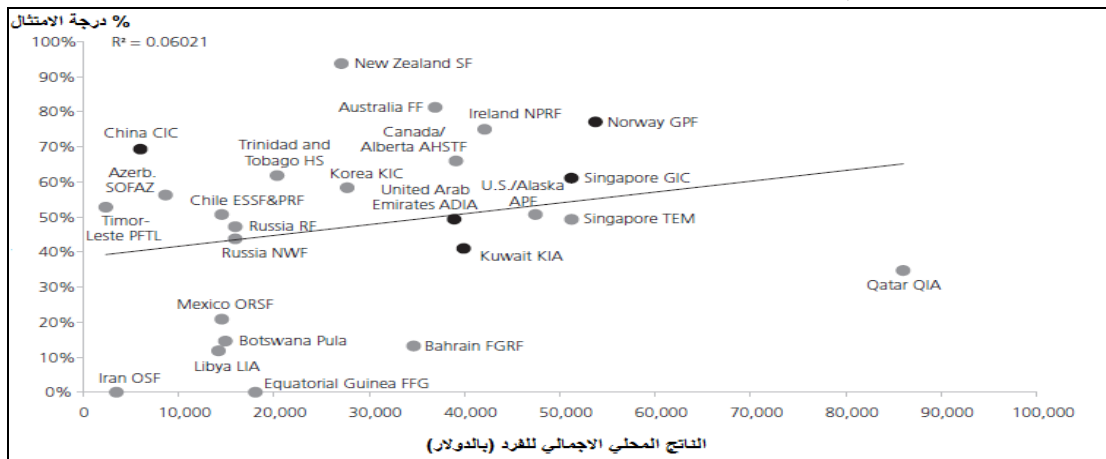 % درجة الامتثال
100%
R² = 0.06021
90%
80%
70%
60%
50%
40%
30%
20%
10%
0%
New Zealand SF
Australia FF
Ireland NPRF
Norway GPF
China CIC
Canada/
Alberta AHSTF
Trinidad and
Tobago HS
Azerb.
SOFAZ
Korea KIC
Singapore GIC
United Arab
Emirates ADIA
U.S./Alaska
APF
Chile ESSF&PRF
Timor-
Leste PFTL
Russia RF
Singapore TEM
Russia NWF
Kuwait KIA
Qatar QIA
Mexico ORSF
Botswana Pula
Bahrain FGRF
Libya LIA
Iran OSF
Equatorial Guinea FFG
0
10,000
20,000
30,000
40,000
50,000
60,000
70,000
80,000
90,000
100,000
الناتج المحلي الاجمالي للفرد (بالدولار)